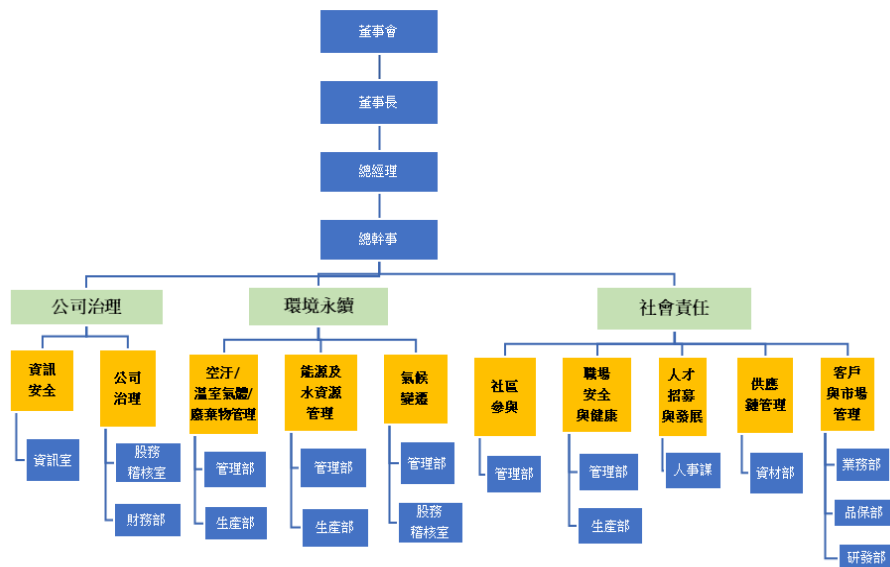 董事會
董事長
總經理
總幹事
公司治理
環境永續
社會責任
資訊
安全
公司
治理
空汙/
溫室氣體/
廢棄物管理
能源及
水資源
管理
氣候
變遷
社區
參與
職場
安全
與健康
人才
招募
與發展
供應
鏈管理
客戶
與市場
管理
資訊室
股務
稽核室
財務部
管理部
生產部
管理部
生產部
管理部
股務
稽核室
管理部
管理部
生產部
人事課
資材部
業務部
品保部
研發部